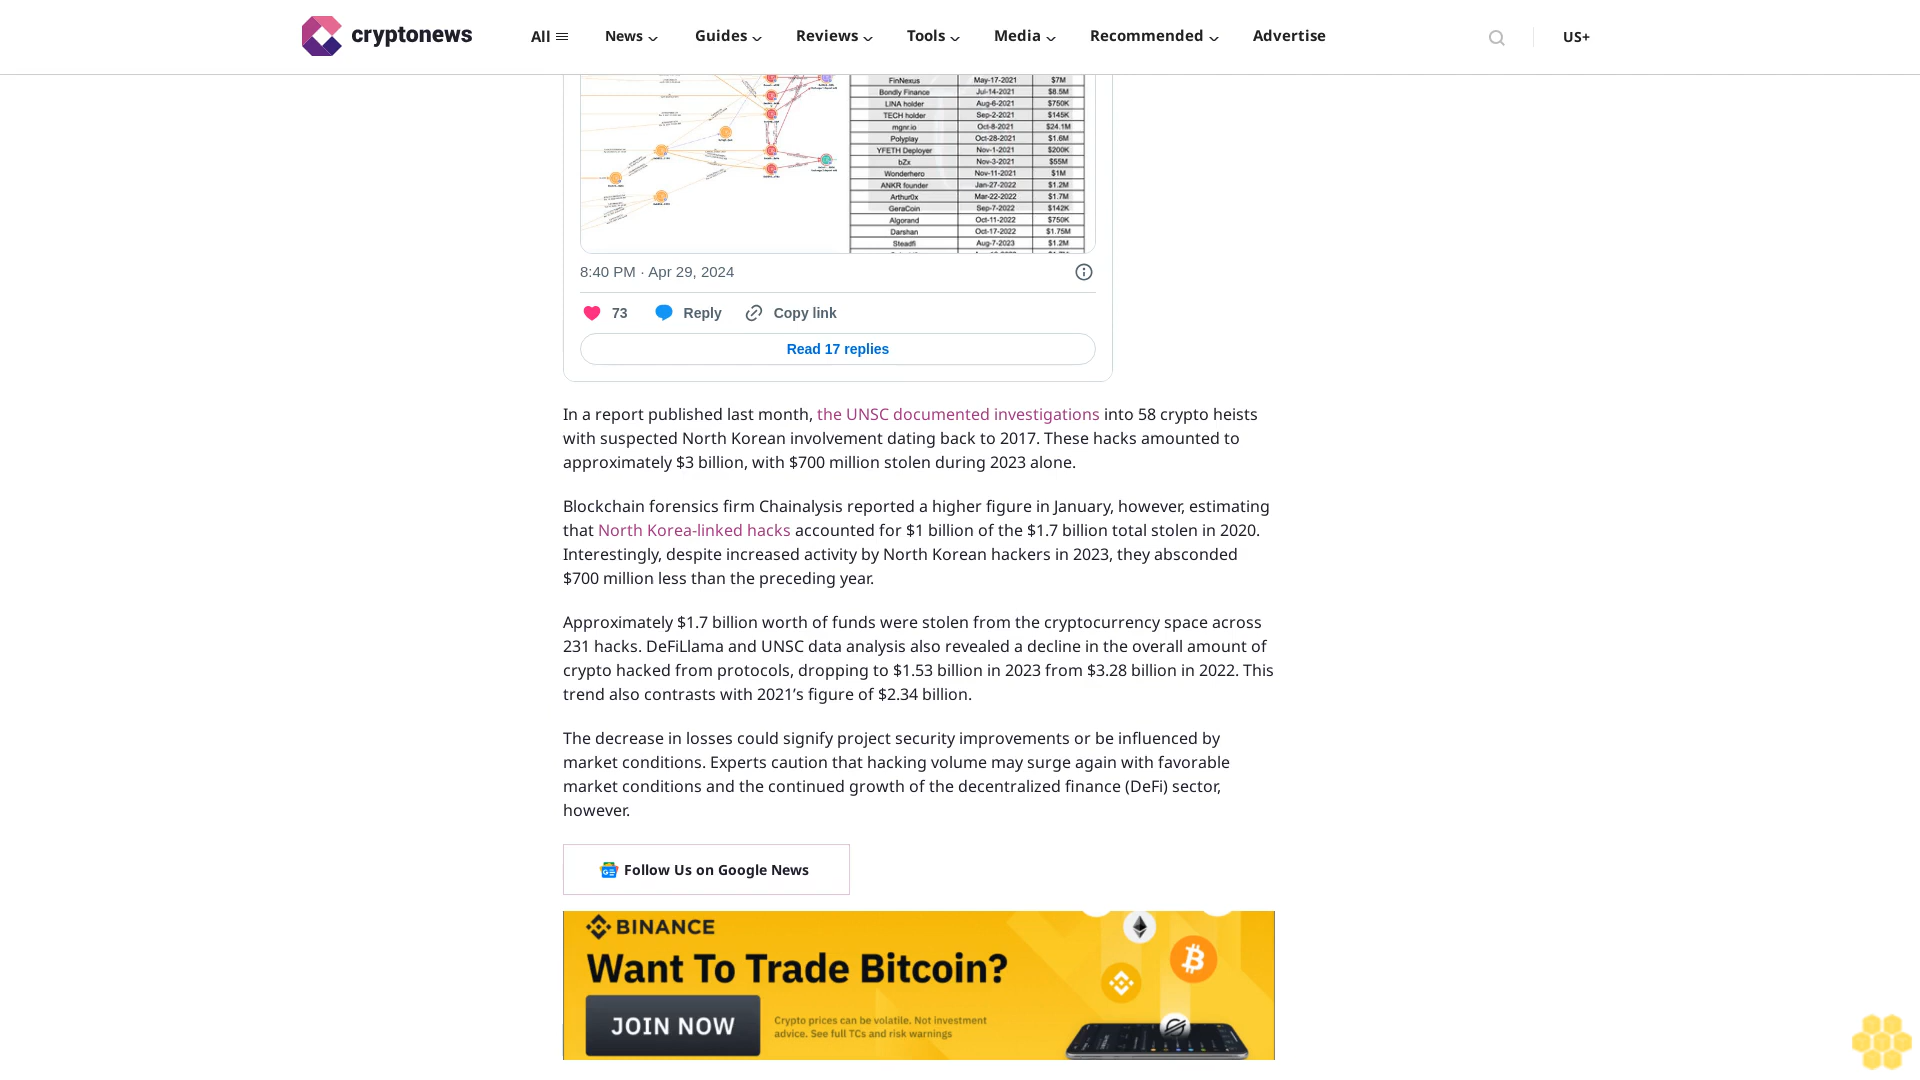 cryptonews
All
News
Guides
Reviews
Tools
Media
Recommended
Advertise
US+
FinNexus May-17-2021 $7M
Bondly Finance Jul-14-2021 $8.5M
LINA holder Aug-6-2021 $750K
TECH holder Sep-2-2021 $145K
mgnr.io Oct-8-2021 $24.1M
Polyplay Oct-28-2021 $1.6M
YFETH Deployer Nov-1-2021 $200K
bZx Nov-3-2021 $55M
Wonderhero Nov-11-2021 $1M
ANKR founder Jan-27-2022 $1.2M
Arthur0x Mar-22-2022 $1.7M
GeraCoin Sep-7-2022 $142K
Algorand Oct-11-2022 $750K
Darshan Oct-17-2022 $1.75M
Steadfi Aug-7-2023 $1.2M
8:40 PM · Apr 29, 2024
73
Reply
Copy link
Read 17 replies
In a report published last month, the UNSC documented investigations into 58 crypto heists
with suspected North Korean involvement dating back to 2017. These hacks amounted to
approximately $3 billion, with $700 million stolen during 2023 alone.
Blockchain forensics firm Chainalysis reported a higher figure in January, however, estimating
that North Korea-linked hacks accounted for $1 billion of the $1.7 billion total stolen in 2020.
Interestingly, despite increased activity by North Korean hackers in 2023, they absconded
$700 million less than the preceding year.
Approximately $1.7 billion worth of funds were stolen from the cryptocurrency space across
231 hacks. DeFiLlama and UNSC data analysis also revealed a decline in the overall amount of
crypto hacked from protocols, dropping to $1.53 billion in 2023 from $3.28 billion in 2022. This
trend also contrasts with 2021’s figure of $2.34 billion.
The decrease in losses could signify project security improvements or be influenced by
market conditions. Experts caution that hacking volume may surge again with favorable
market conditions and the continued growth of the decentralized finance (DeFi) sector,
however.
Follow Us on Google News
BINANCE
Want To Trade Bitcoin?
JOIN NOW
Crypto prices can be volatile. Not investment
advice. See full TCs and risk warnings